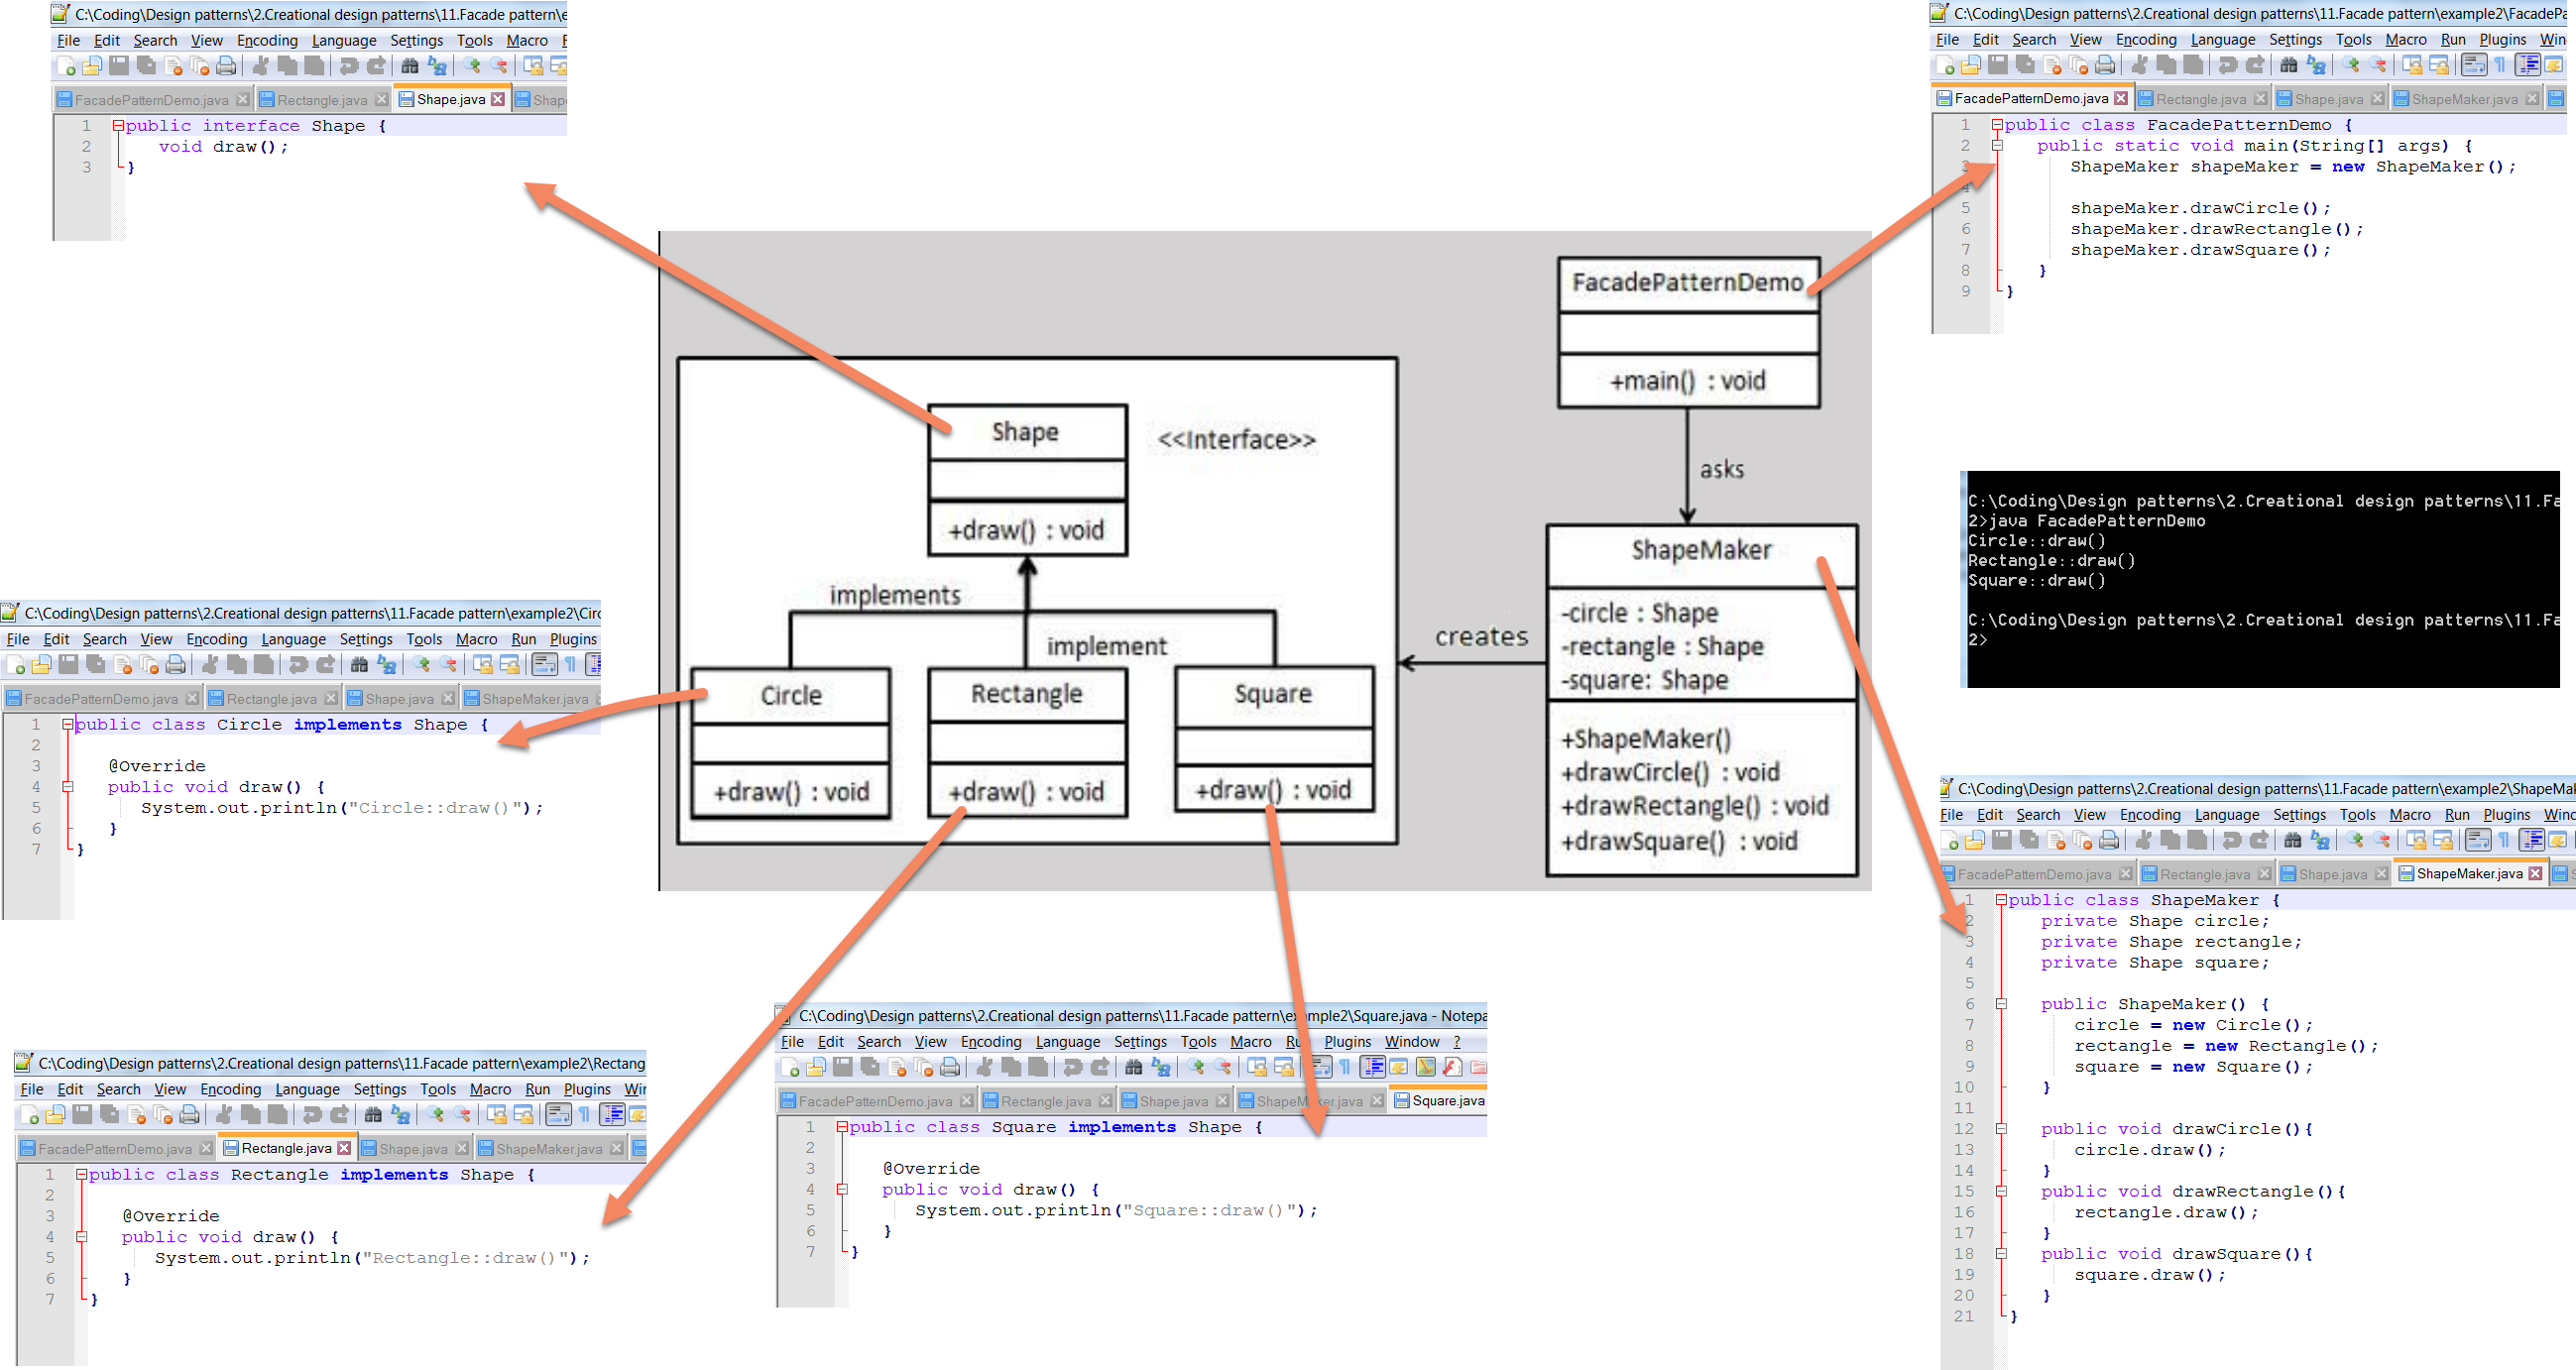 C:\Coding\Design patterns\2.Creational design patterns\11.Facade pattern\e
File Edit Search View Encoding Language Settings Tools Macro
FacadePatternDemo.java Rectangle.java Shape.java Shap
1 public interface Shape {
2 void draw();
3 }
C:\Coding\Design patterns\2.Creational design patterns\11.Facade pattern\example2\FacadeP
File Edit Search View Encoding Language Settings Tools Macro Run Plugins Win
FacadePatternDemo.java Rectangle.java Shape.java ShapeMaker.java
1 public class FacadePatternDemo {
2 public static void main(String[] args) {
3 ShapeMaker shapeMaker = new ShapeMaker();
4
5 shapeMaker.drawCircle();
6 shapeMaker.drawRectangle();
7 shapeMaker.drawSquare();
8 }
9 }
FacadePatternDemo
+main() : void
asks
Shape
<<Interface>>
+draw() : void
implements
implement
Circle
+draw() : void
Rectangle
+draw() : void
Square
+draw() : void
creates
ShapeMaker
-circle : Shape
-rectangle : Shape
-square: Shape
+ShapeMaker()
+drawCircle() : void
+drawRectangle() : void
+drawSquare() : void
C:\Coding\Design patterns\2.Creational design patterns\11.Fa
2>java FacadePatternDemo
Circle::draw()
Rectangle::draw()
Square::draw()
C:\Coding\Design patterns\2.Creational design patterns\11.Fa
2>
C:\Coding\Design patterns\2.Creational design patterns\11.Facade pattern\example2\Circ
File Edit Search View Encoding Language Settings Tools Macro Run Plugins
FacadePatternDemo.java Rectangle.java Shape.java ShapeMaker.java
1 public class Circle implements Shape {
2
3 @Override
4 public void draw() {
5 System.out.println("Circle::draw()");
6 }
7 }
C:\Coding\Design patterns\2.Creational design patterns\11.Facade pattern\example2\ShapeMak
File Edit Search View Encoding Language Settings Tools Macro Run Plugins Winc
FacadePatternDemo.java Rectangle.java Shape.java ShapeMaker.java
1 public class ShapeMaker {
2 private Shape circle;
3 private Shape rectangle;
4 private Shape square;
5
6 public ShapeMaker() {
7 circle = new Circle();
8 rectangle = new Rectangle();
9 square = new Square();
10 }
11
12 public void drawCircle(){
13 circle.draw();
14 }
15 public void drawRectangle(){
16 rectangle.draw();
17 }
18 public void drawSquare(){
19 square.draw();
20 }
21 }
C:\Coding\Design patterns\2.Creational design patterns\11.Facade pattern\example2\Rectang
File Edit Search View Encoding Language Settings Tools Macro Run Plugins Wi
FacadePatternDemo.java Rectangle.java Shape.java ShapeMaker.java
1 public class Rectangle implements Shape {
2
3 @Override
4 public void draw() {
5 System.out.println("Rectangle::draw()");
6 }
7 }
C:\Coding\Design patterns\2.Creational design patterns\11.Facade pattern\example2\Square.java - Notepa
File Edit Search View Encoding Language Settings Tools Macro Run Plugins Window ?
FacadePatternDemo.java Rectangle.java Shape.java ShapeMaker.java Square.java
1 public class Square implements Shape {
2
3 @Override
4 public void draw() {
5 System.out.println("Square::draw()");
6 }
7 }